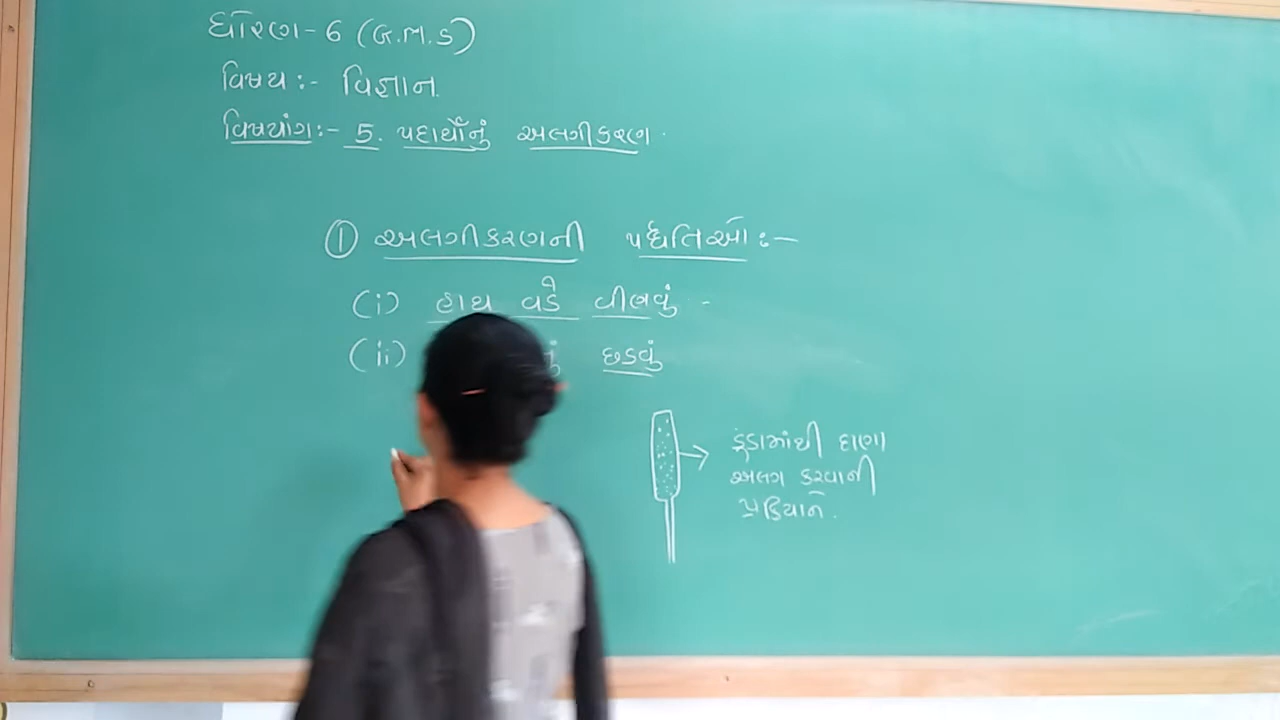 ધોરણ-6 (G.M.S)
વિષય :- વિજ્ઞાન.
વિષયાંગ :- 5. પદાર્થોનું અલગીકરણ.
① અલગીકરણની પદ્ધતિઓ :-
(i) હાથ વડે વીણવું -
(ii) છડવું
ડૂંડામાંથી દાણા
અલગ કરવાની
પ્રક્રિયાને.